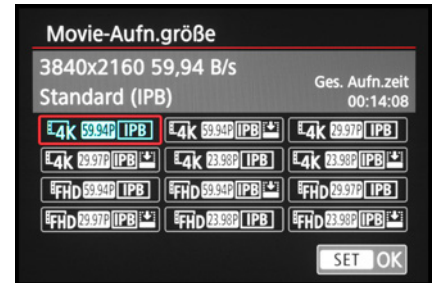 Movie-Aufn.größe
3840x2160 59,94 B/s
Standard (IPB)
Ges. Aufn.zeit
00:14:08
4K 59.94P IPB
4K 59.94P IPB
4K 29.97P IPB
4K 29.97P IPB
4K 23.98P IPB
4K 23.98P IPB
FHD 59.94P IPB
FHD 59.94P IPB
FHD 29.97P IPB
FHD 29.97P IPB
FHD 23.98P IPB
FHD 23.98P IPB
SET OK